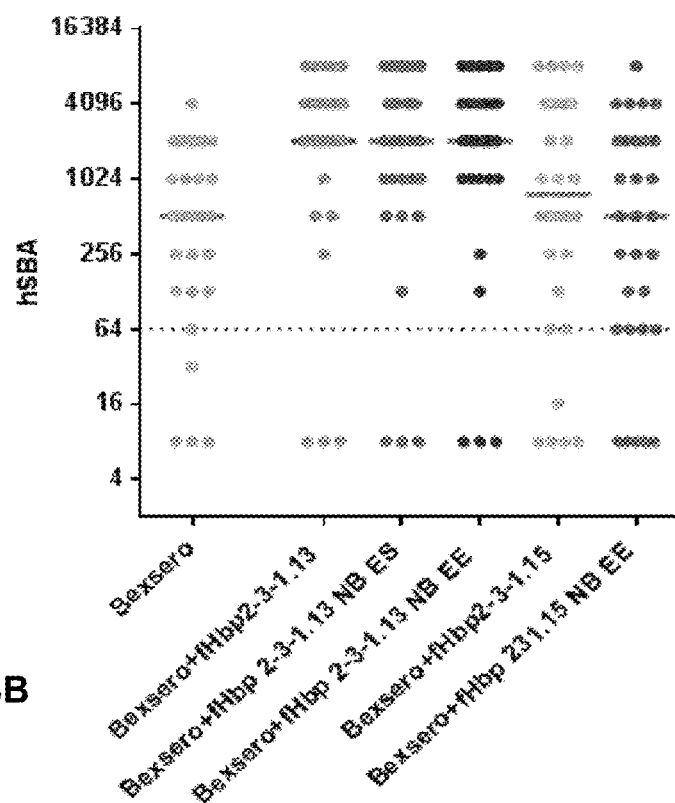 16384
4096
1024
256
64
16
4
hSBA
Bexsero
Bexsero+fHbp2-3-1.13
Bexsero+fHbp 2-3-1.13 NB ES
Bexsero+fHbp 2-3-1.13 NB EE
Bexsero+fHbp2-3-1.15
Bexsero+fHbp 231.15 NB EE